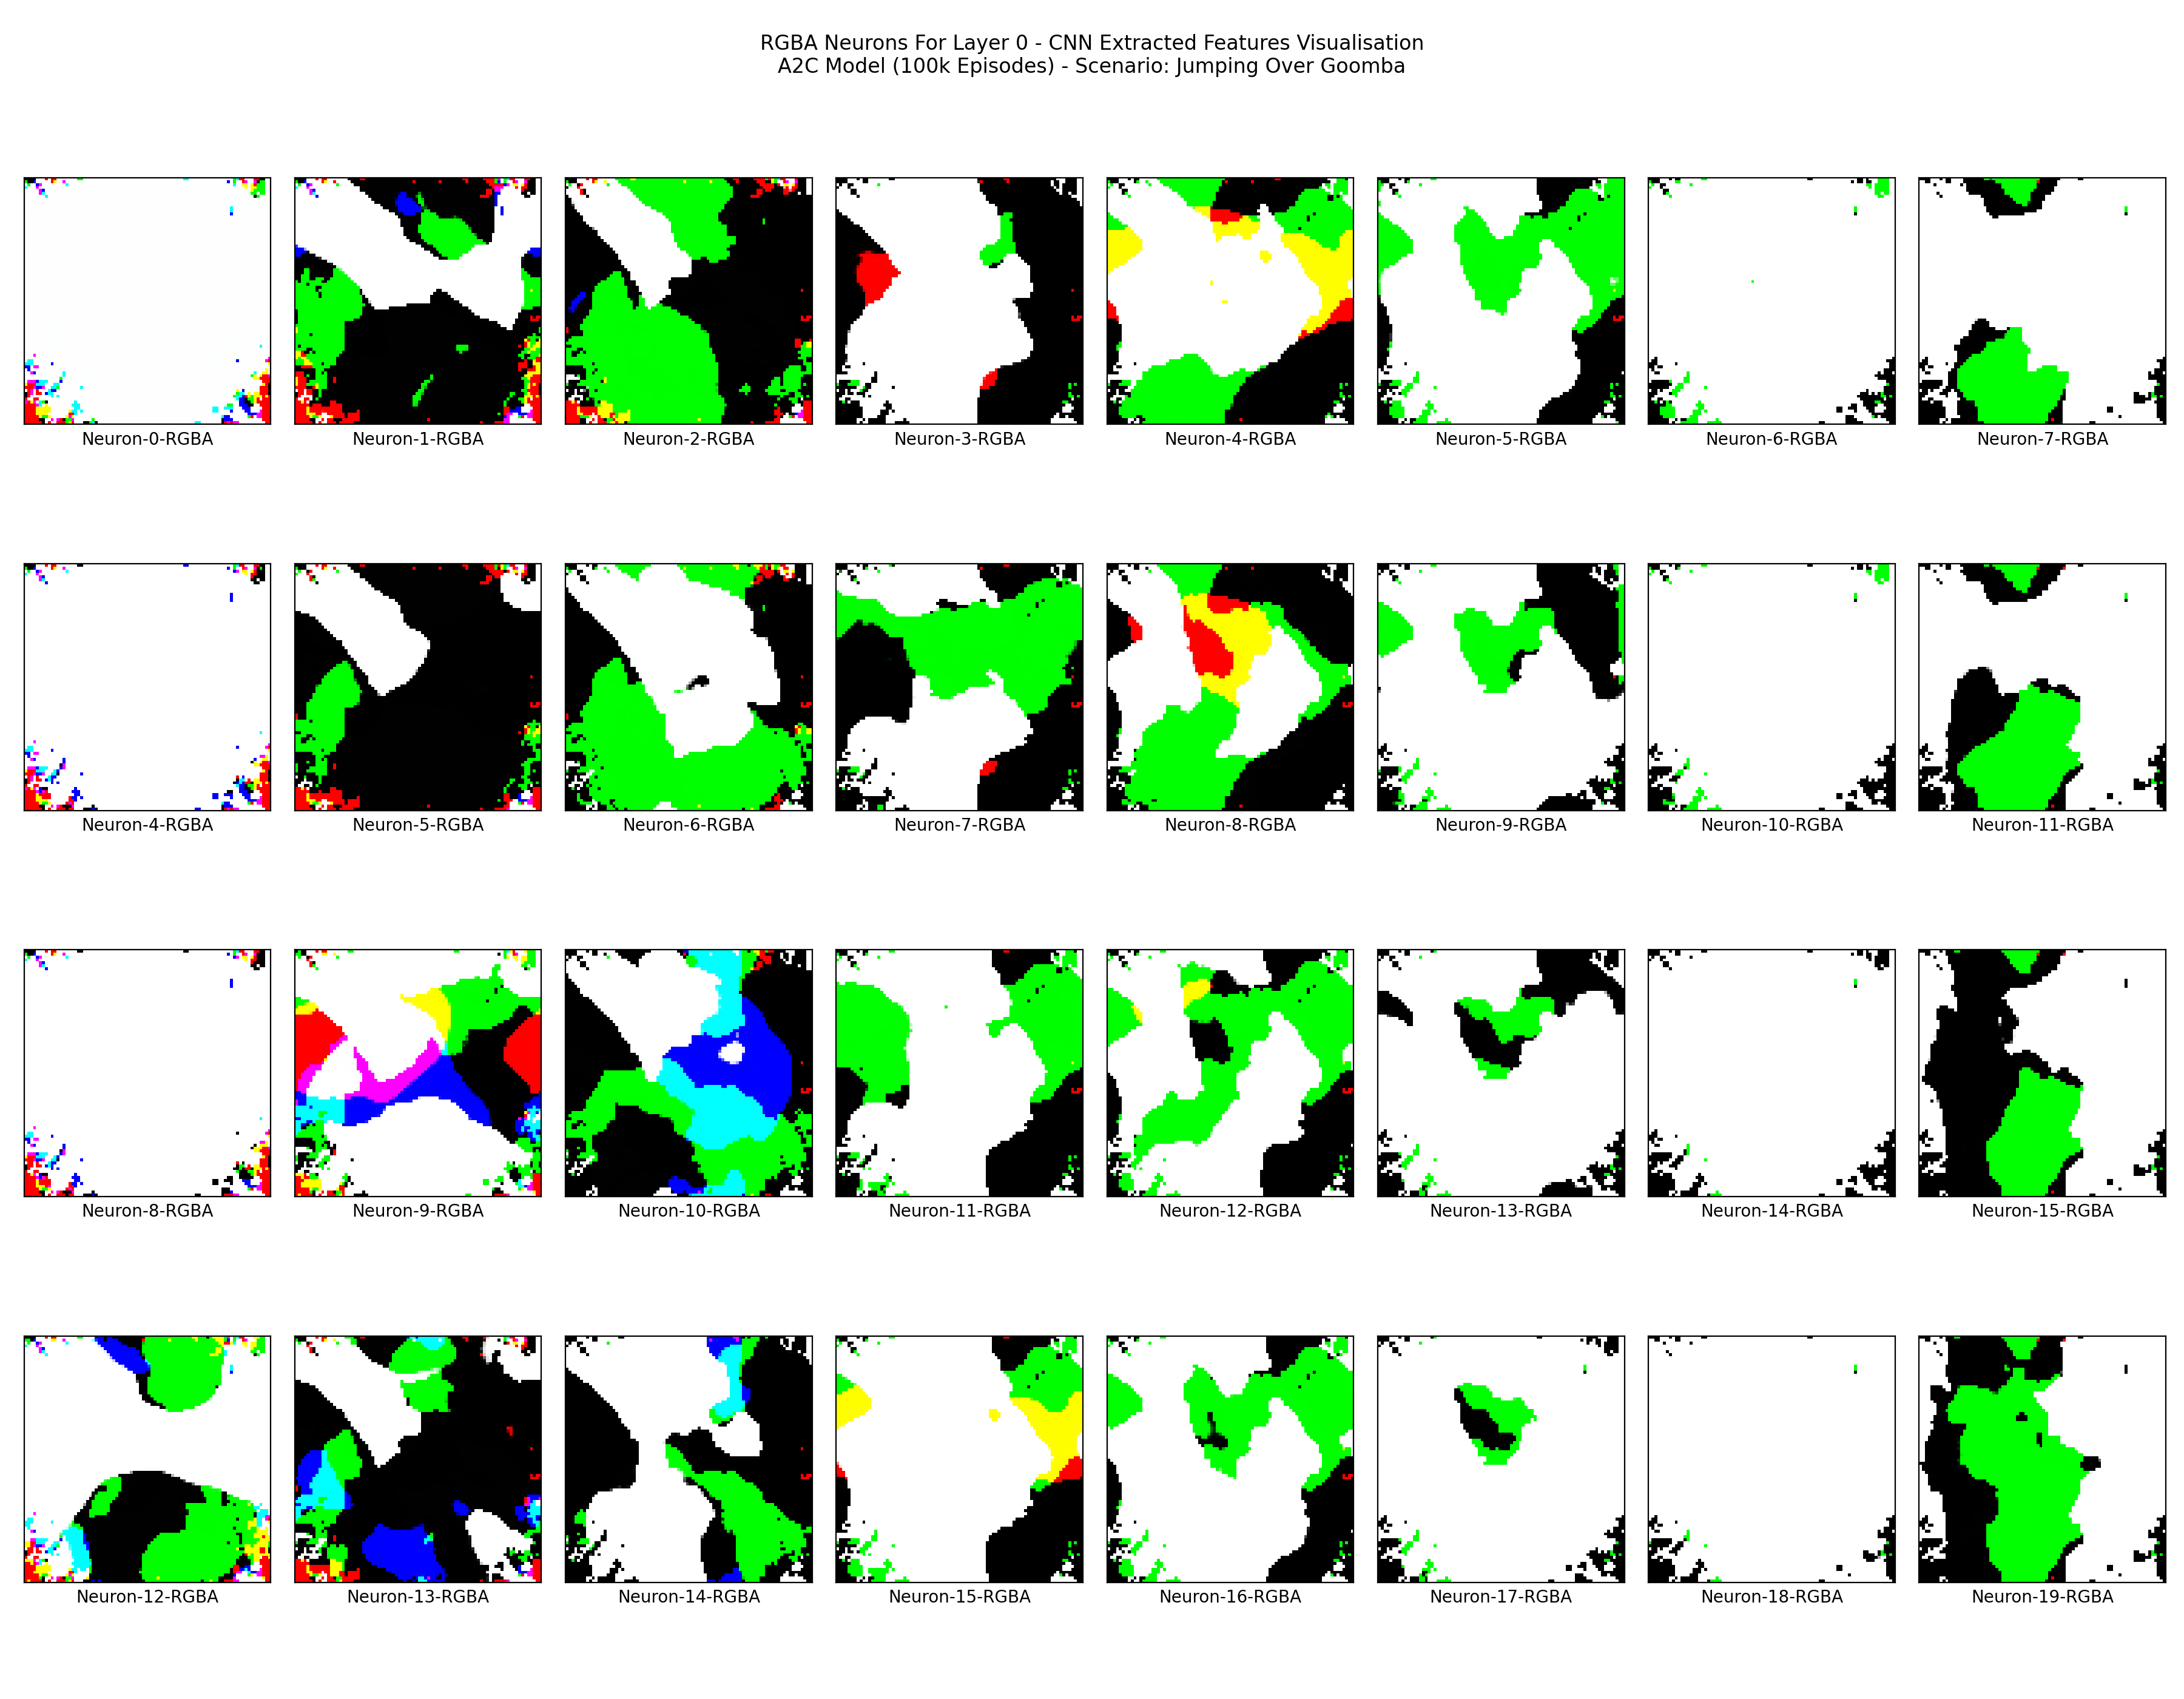 RGBA Neurons For Layer 0 - CNN Extracted Features Visualisation
A2C Model (100k Episodes) - Scenario: Jumping Over Goomba
Neuron-0-RGBA
Neuron-1-RGBA
Neuron-2-RGBA
Neuron-3-RGBA
Neuron-4-RGBA
Neuron-5-RGBA
Neuron-6-RGBA
Neuron-7-RGBA
Neuron-4-RGBA
Neuron-5-RGBA
Neuron-6-RGBA
Neuron-7-RGBA
Neuron-8-RGBA
Neuron-9-RGBA
Neuron-10-RGBA
Neuron-11-RGBA
Neuron-8-RGBA
Neuron-9-RGBA
Neuron-10-RGBA
Neuron-11-RGBA
Neuron-12-RGBA
Neuron-13-RGBA
Neuron-14-RGBA
Neuron-15-RGBA
Neuron-12-RGBA
Neuron-13-RGBA
Neuron-14-RGBA
Neuron-15-RGBA
Neuron-16-RGBA
Neuron-17-RGBA
Neuron-18-RGBA
Neuron-19-RGBA